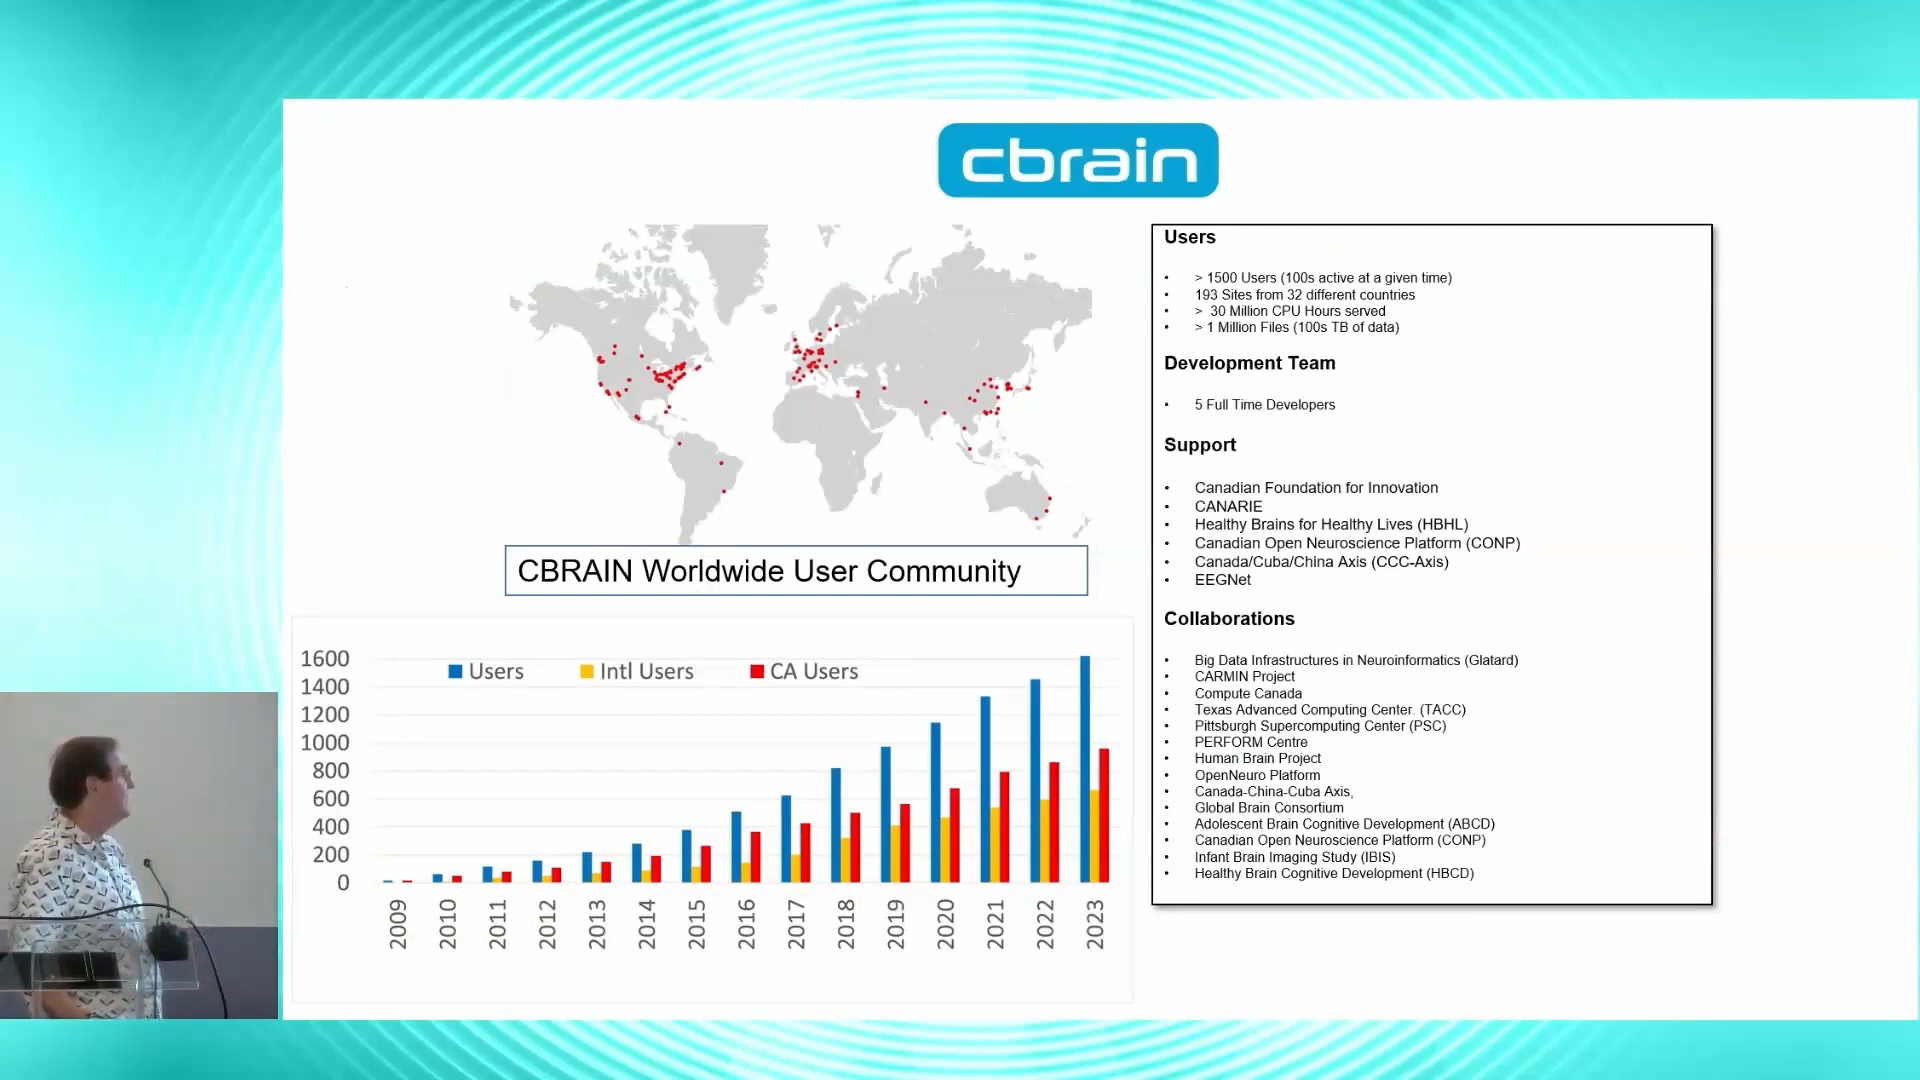 cbrain
CBRAIN Worldwide User Community
1600
1400
1200
1000
800
600
400
200
0
Users
Intl Users
CA Users
2009
2010
2011
2012
2013
2014
2015
2016
2017
2018
2019
2020
2021
2022
2023
Users
• > 1500 Users (100s active at a given time)
• 193 Sites from 32 different countries
• > 30 Million CPU Hours served
• > 1 Million Files (100s TB of data)
Development Team
• 5 Full Time Developers
Support
• Canadian Foundation for Innovation
• CANARIE
• Healthy Brains for Healthy Lives (HBHL)
• Canadian Open Neuroscience Platform (CONP)
• Canada/Cuba/China Axis (CCC-Axis)
• EEGNet
Collaborations
• Big Data Infrastructures in Neuroinformatics (Glatard)
• CARMIN Project
• Compute Canada
• Texas Advanced Computing Center. (TACC)
• Pittsburgh Supercomputing Center (PSC)
• PERFORM Centre
• Human Brain Project
• OpenNeuro Platform
• Canada-China-Cuba Axis,
• Global Brain Consortium
• Adolescent Brain Cognitive Development (ABCD)
• Canadian Open Neuroscience Platform (CONP)
• Infant Brain Imaging Study (IBIS)
• Healthy Brain Cognitive Development (HBCD)